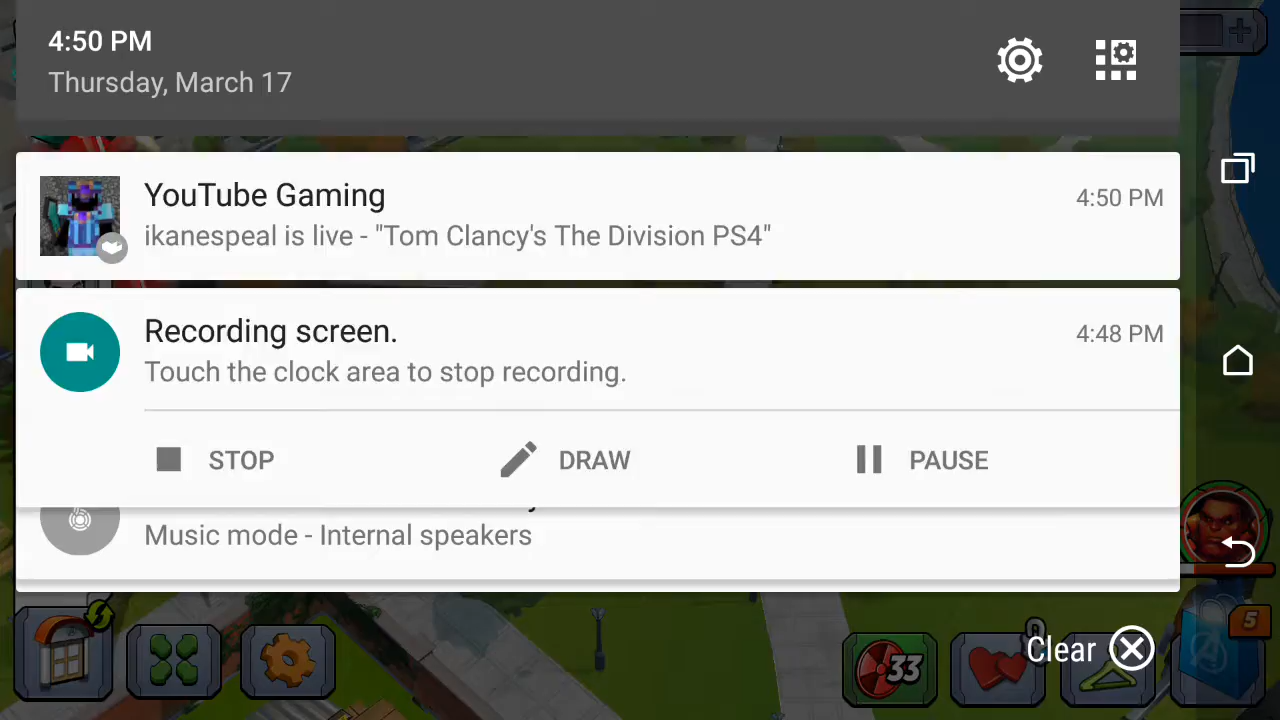 4:50 PM
Thursday, March 17
YouTube Gaming
4:50 PM
ikanespeal is live - "Tom Clancy's The Division PS4"
Recording screen.
4:48 PM
Touch the clock area to stop recording.
STOP
DRAW
PAUSE
Music mode - Internal speakers
5
Clear
33